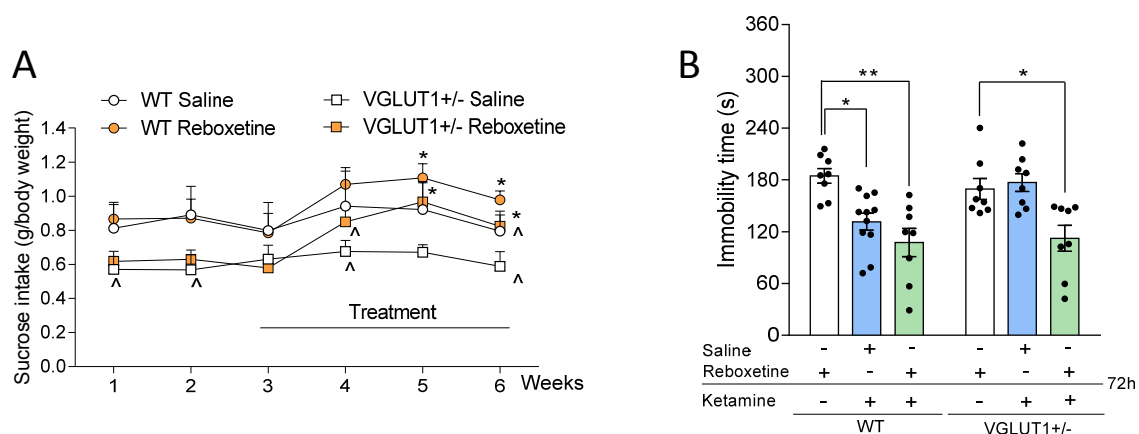 A
WT Saline
VGLUT1+/- Saline
WT Reboxetine
VGLUT1+/- Reboxetine
Sucrose intake (g/body weight)
1.4
1.2
1.0
0.8
0.6
0.4
0.2
0.0
*
*
*
*
^
^
^
^
^
^
Treatment
1 2 3 4 5 6 Weeks
B
Immobility time (s)
360
300
240
180
120
60
0
**
*
*
Saline - + - - + -
Reboxetine + - + + - +
72h
Ketamine - + + - + +
WT VGLUT1+/-